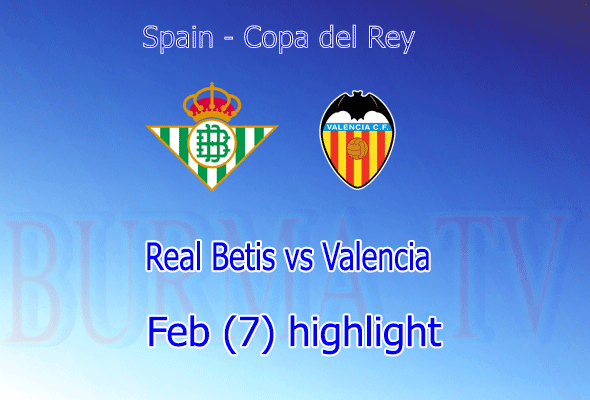 Spain - Copa del Rey
VALENCIA C.F.
BURMA TV
Real Betis vs Valencia
Feb (7) highlight